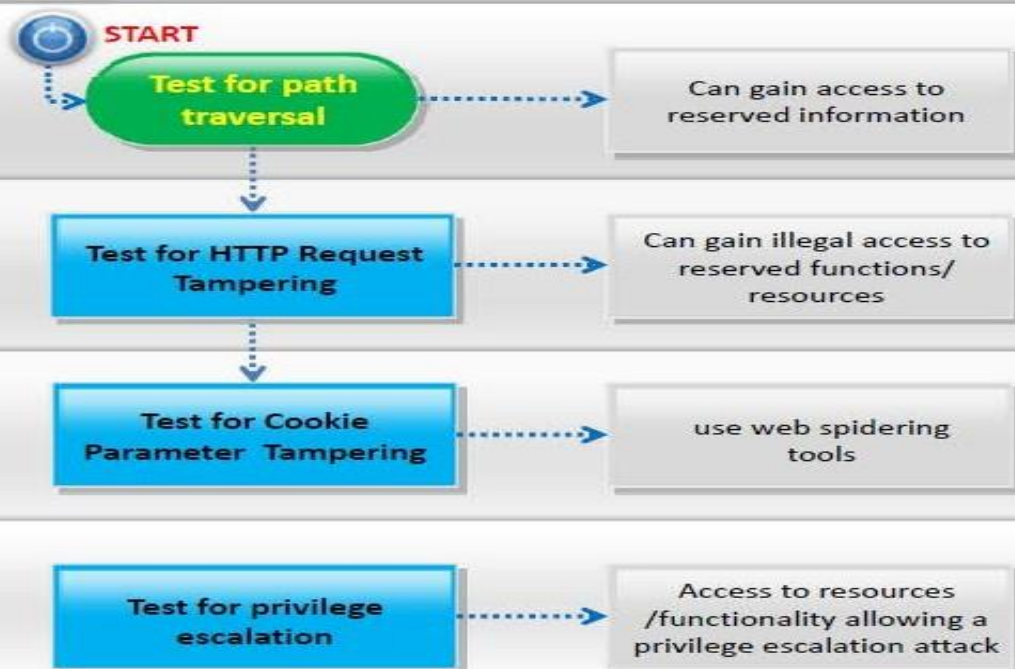 START
Test for path
traversal
Can gain access to
reserved information
Test for HTTP Request
Tampering
Can gain illegal access to
reserved functions/
resources
Test for Cookie
Parameter Tampering
use web spidering
tools
Test for privilege
escalation
Access to resources
/functionality allowing a
privilege escalation attack